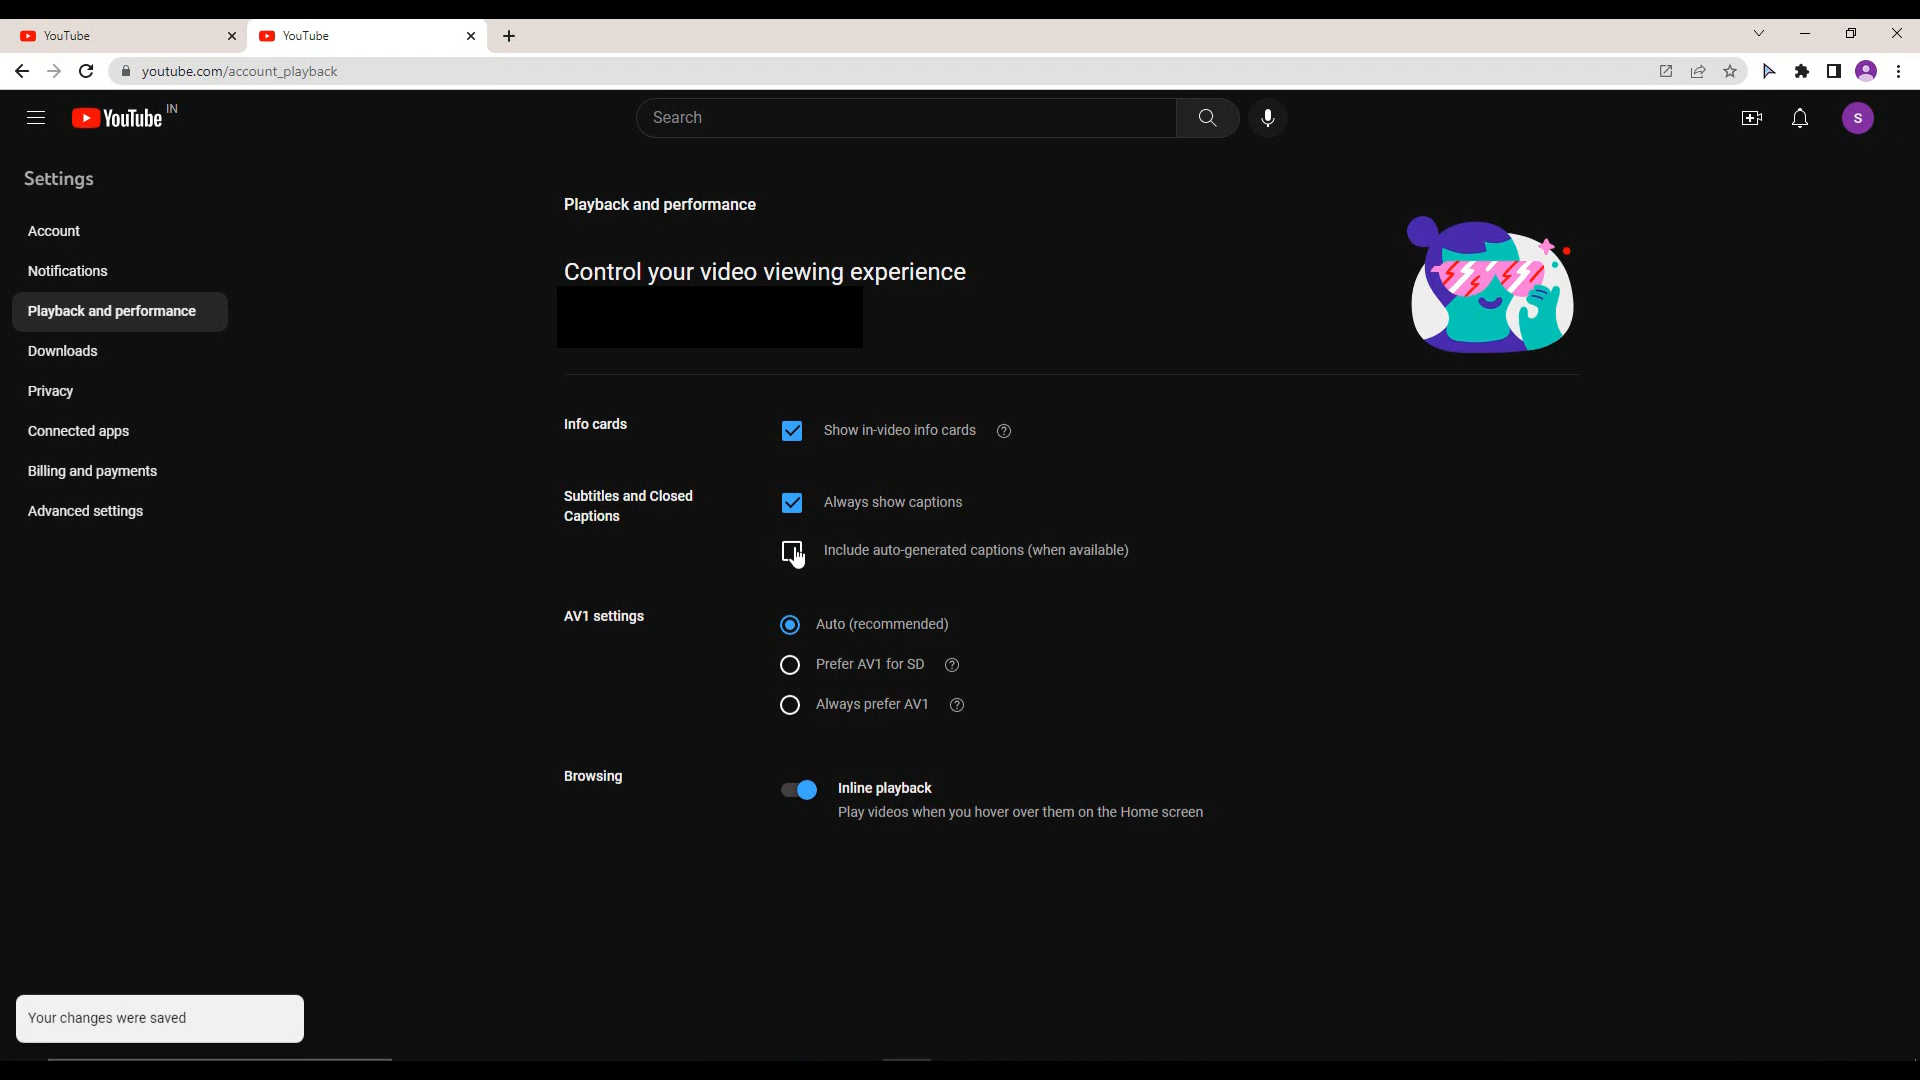 YouTube
YouTube
youtube.com/account_playback
YouTube IN
Search
S
Settings
Account
Notifications
Playback and performance
Downloads
Privacy
Connected apps
Billing and payments
Advanced settings
Playback and performance
Control your video viewing experience
Info cards
Show in-video info cards
Subtitles and Closed
Captions
Always show captions
Include auto-generated captions (when available)
AV1 settings
Auto (recommended)
Prefer AV1 for SD
Always prefer AV1
Browsing
Inline playback
Play videos when you hover over them on the Home screen
Your changes were saved